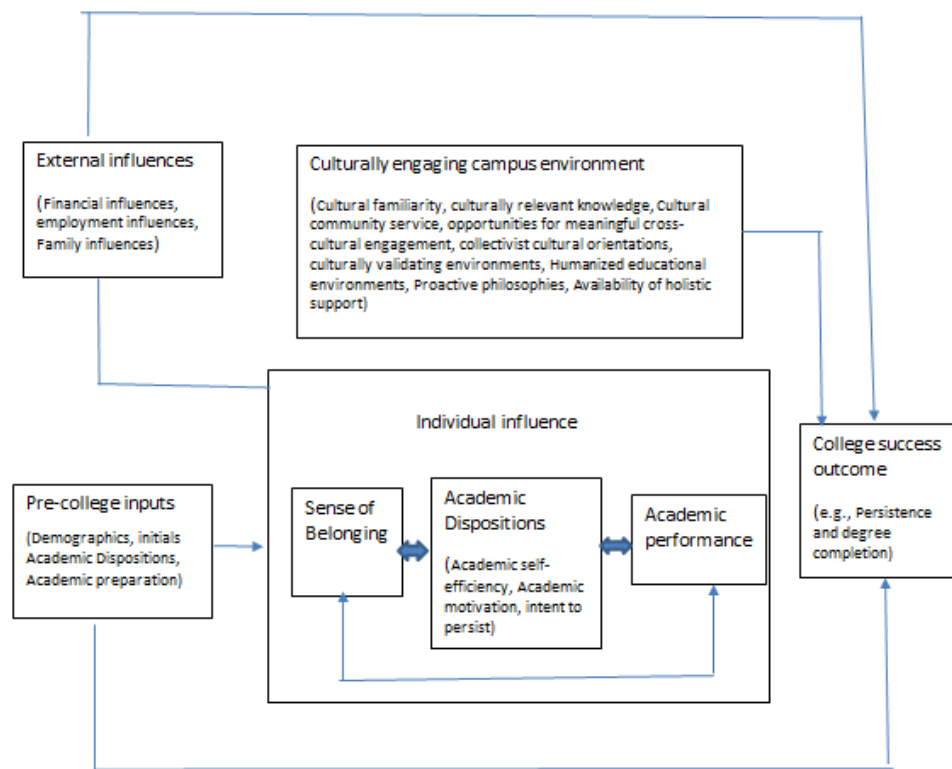 External influences
(Financial influences,
employment influences,
Family influences)
Culturally engaging campus environment
(Cultural familiarity, culturally relevant knowledge, Cultural
community service, opportunities for meaningful cross-
cultural engagement, collectivist cultural orientations,
culturally validating environments, Humanized educational
environments, Proactive philosophies, Availability of holistic
support)
Individual influence
Pre-college inputs
(Demographics, initials
Academic Dispositions,
Academic preparation)
Sense of
Belonging
Academic
Dispositions
(Academic self-
efficiency, Academic
motivation, intent to
persist)
Academic
performance
College success
outcome
(e.g., Persistence
and degree
completion)